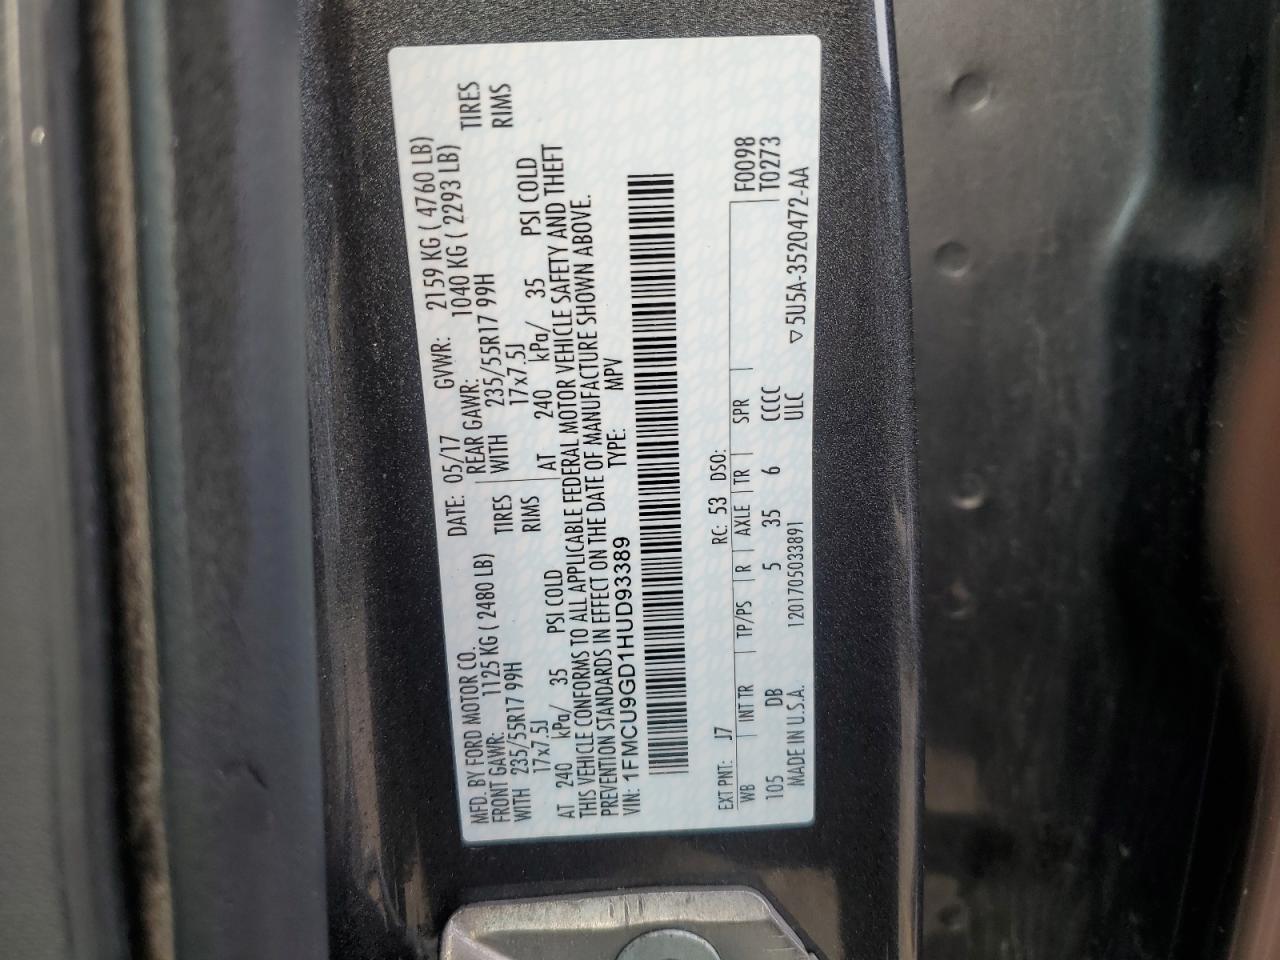 MFD. BY FORD MOTOR CO. DATE: 05/17 GVWR: 2159 KG ( 4760 LB)
FRONT GAWR: 1125 KG ( 2480 LB) REAR GAWR: 1040 KG ( 2293 LB)
WITH 235/55R17 99H TIRES WITH 235/55R17 99H TIRES
17x7.5J RIMS 17x7.5J RIMS
AT 240 kPa/ 35 PSI COLD AT 240 kPa/ 35 PSI COLD
THIS VEHICLE CONFORMS TO ALL APPLICABLE FEDERAL MOTOR VEHICLE SAFETY AND THEFT
PREVENTION STANDARDS IN EFFECT ON THE DATE OF MANUFACTURE SHOWN ABOVE.
VIN: 1FMCU9GD1HUD93389 TYPE: MPV
EXT PNT: J7 RC: 53 DSO:
WB INT TR TP/PS R AXLE TR SPR F0098
105 DB 5 35 6 CCCC T0273
MADE IN U.S.A. 1201705033891 ULC ▽5U5A-3520472-AA